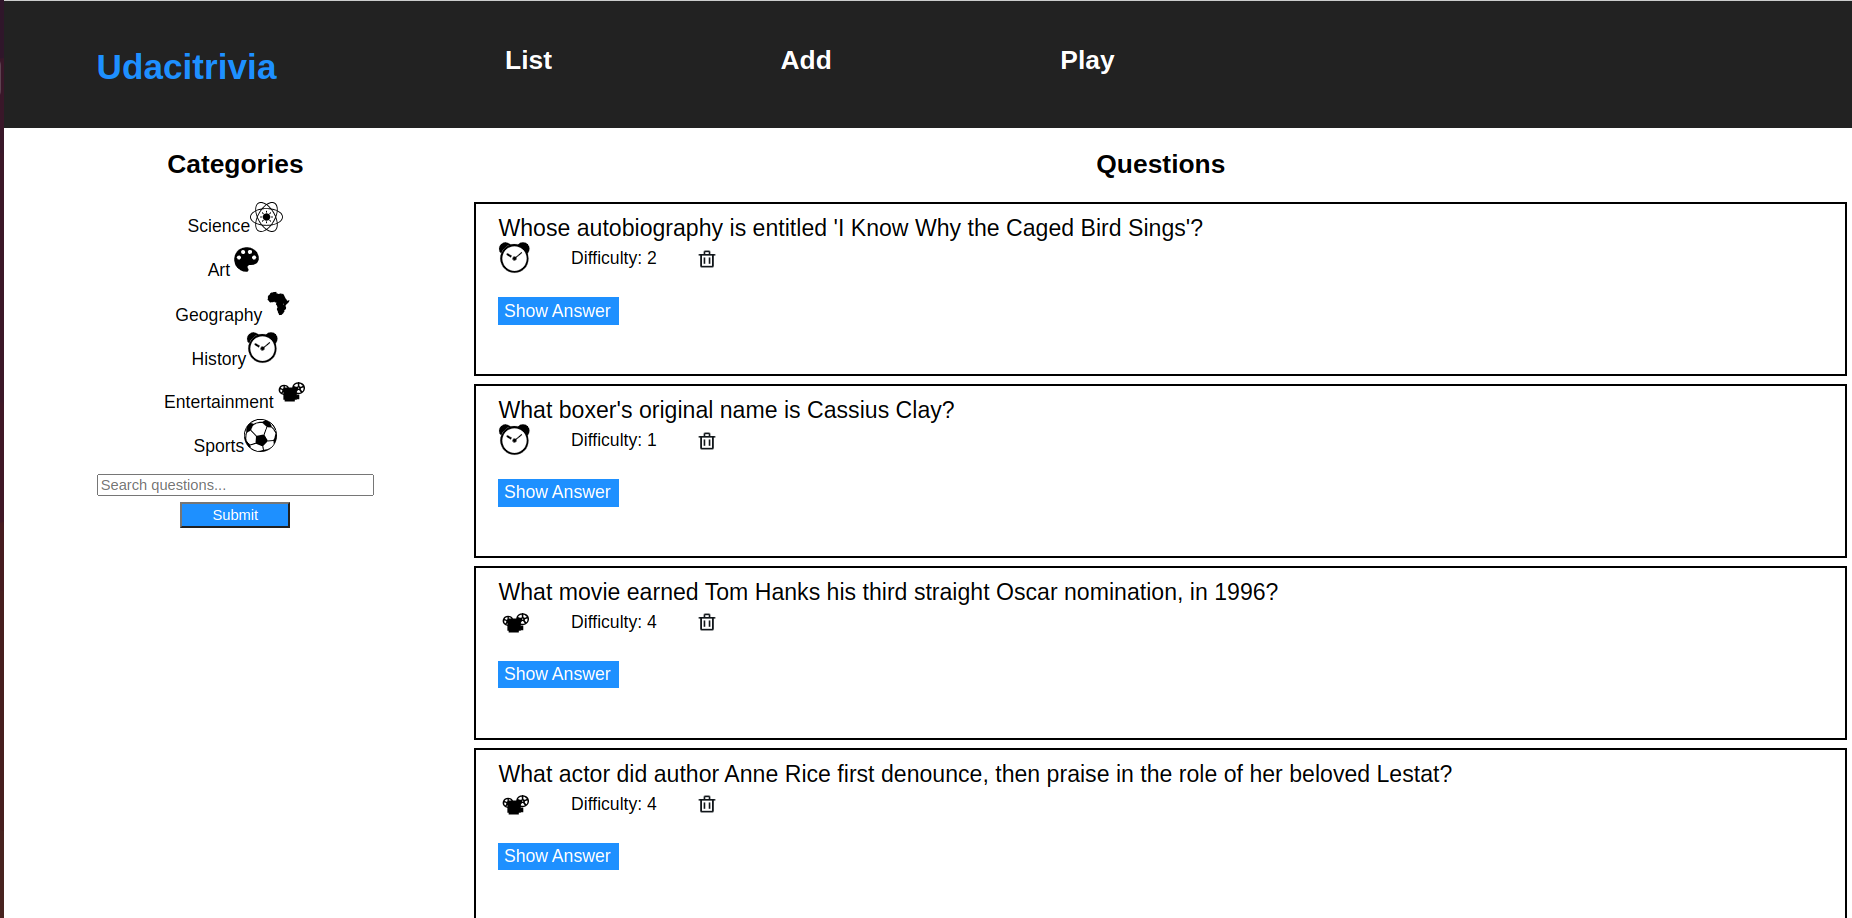 Udacitrivia
List
Add
Play
Categories
Science
Art
Geography
History
Entertainment
Sports
Search questions...
Submit
Questions
Whose autobiography is entitled 'I Know Why the Caged Bird Sings'?
Difficulty: 2
Show Answer
What boxer's original name is Cassius Clay?
Difficulty: 1
Show Answer
What movie earned Tom Hanks his third straight Oscar nomination, in 1996?
Difficulty: 4
Show Answer
What actor did author Anne Rice first denounce, then praise in the role of her beloved Lestat?
Difficulty: 4
Show Answer